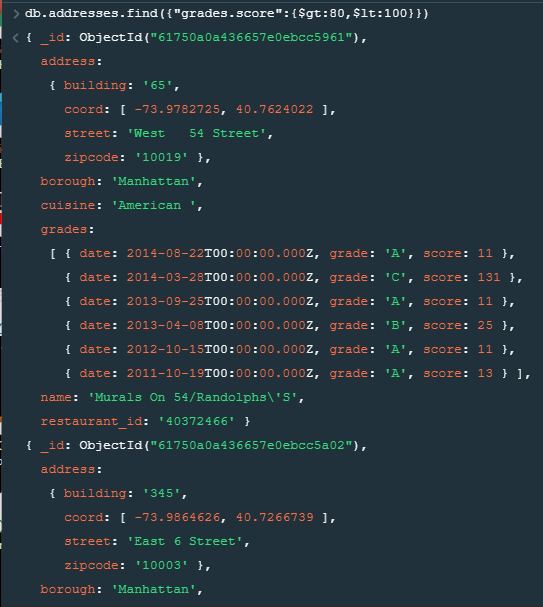 > db.addresses.find({"grades.score":{$gt:80,$lt:100}})
< { _id: ObjectId("61750a0a436657e0ebcc5961"),
address:
{ building: '65',
coord: [ -73.9782725, 40.7624022 ],
street: 'West   54 Street',
zipcode: '10019' },
borough: 'Manhattan',
cuisine: 'American ',
grades:
[ { date: 2014-08-22T00:00:00.000Z, grade: 'A', score: 11 },
{ date: 2014-03-28T00:00:00.000Z, grade: 'C', score: 131 },
{ date: 2013-09-25T00:00:00.000Z, grade: 'A', score: 11 },
{ date: 2013-04-08T00:00:00.000Z, grade: 'B', score: 25 },
{ date: 2012-10-15T00:00:00.000Z, grade: 'A', score: 11 },
{ date: 2011-10-19T00:00:00.000Z, grade: 'A', score: 13 } ],
name: 'Murals On 54/Randolphs\'S',
restaurant_id: '40372466' }
{ _id: ObjectId("61750a0a436657e0ebcc5a02"),
address:
{ building: '345',
coord: [ -73.9864626, 40.7266739 ],
street: 'East 6 Street',
zipcode: '10003' },
borough: 'Manhattan',